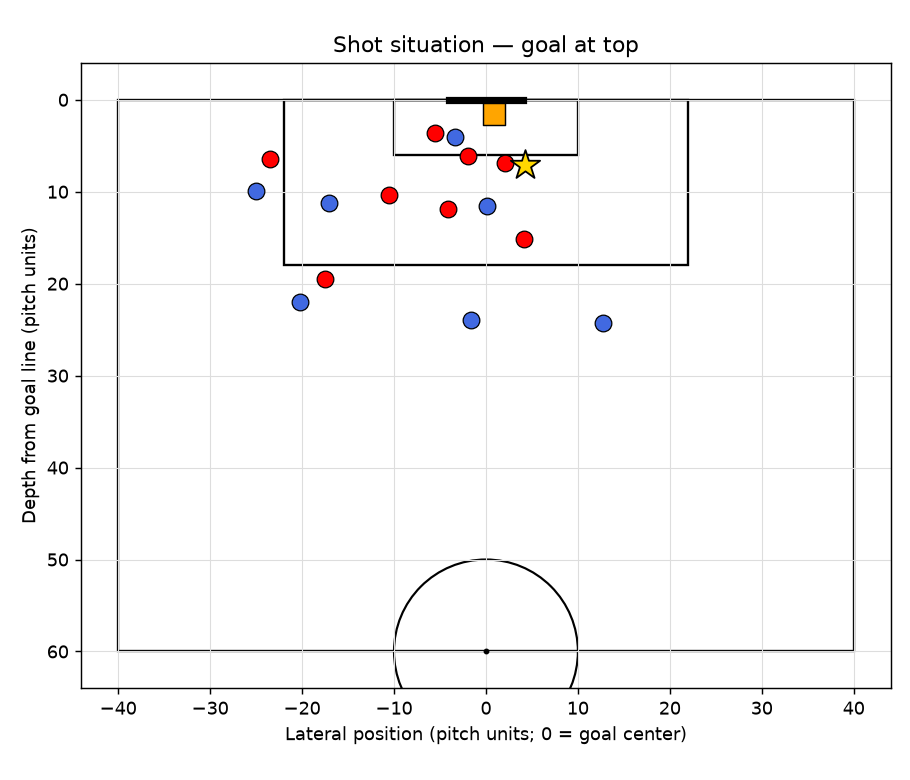 Shot situation — goal at top
Depth from goal line (pitch units)
0
10
20
30
40
50
60
−40 −30 −20 −10 0 10 20 30 40
Lateral position (pitch units; 0 = goal center)